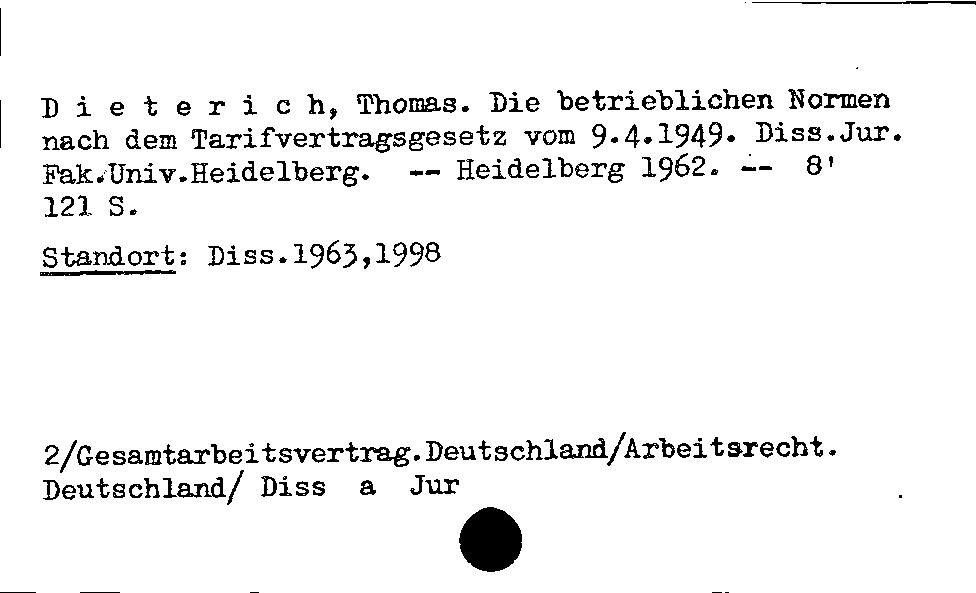 D i e t e r i c h, Thomas. Die betrieblichen Normen
nach dem Tarifvertragsgesetz vom 9.4.1949. Diss.Jur.
Fak.Univ.Heidelberg. -- Heidelberg 1962. -- 8'
121 S.
Standort: Diss.1963,1998
2/Gesamtarbeitsvertrag.Deutschland/Arbeitsrecht.
Deutschland/ Diss a Jur